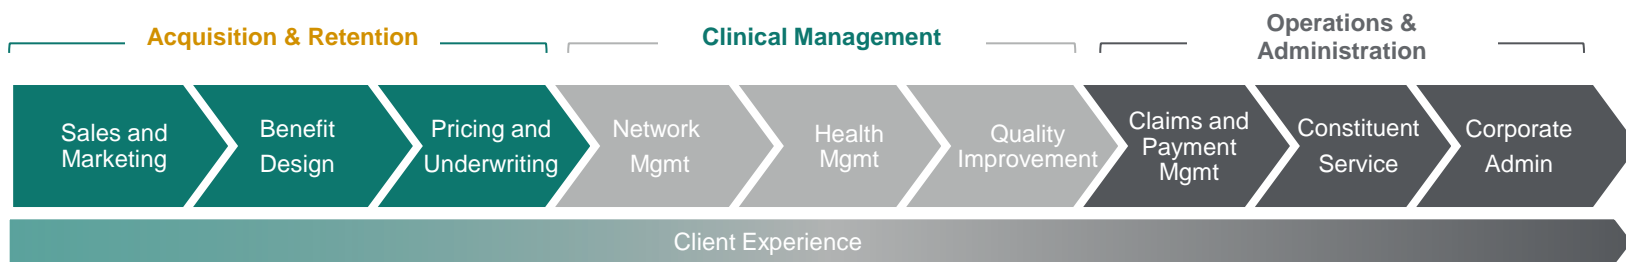 Acquisition & Retention
Clinical Management
Operations &
Administration
Sales and
Marketing
Benefit
Design
Pricing and
Underwriting
Network
Mgmt
Health
Mgmt
Quality
Improvement
Claims and
Payment
Mgmt
Constituent
Service
Corporate
Admin
Client Experience